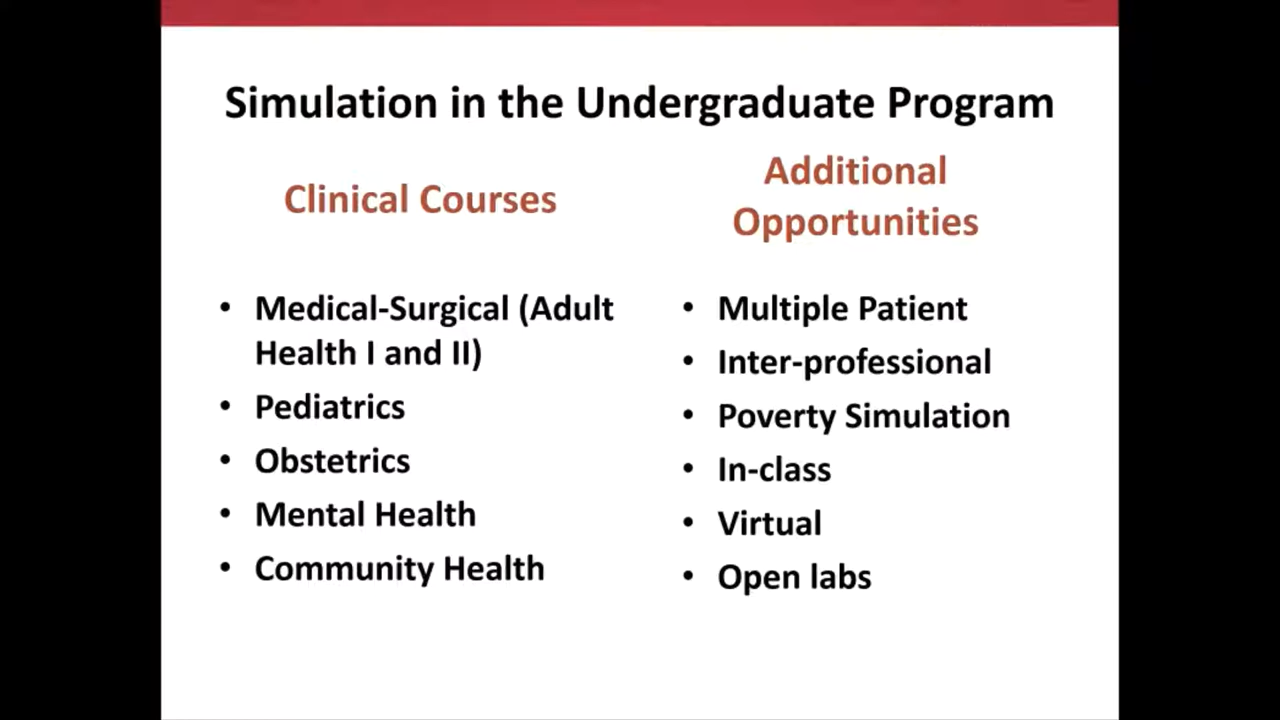 Simulation in the Undergraduate Program
Clinical Courses
• Medical-Surgical (Adult
Health I and II)
• Pediatrics
• Obstetrics
• Mental Health
• Community Health
Additional
Opportunities
• Multiple Patient
• Inter-professional
• Poverty Simulation
• In-class
• Virtual
• Open labs